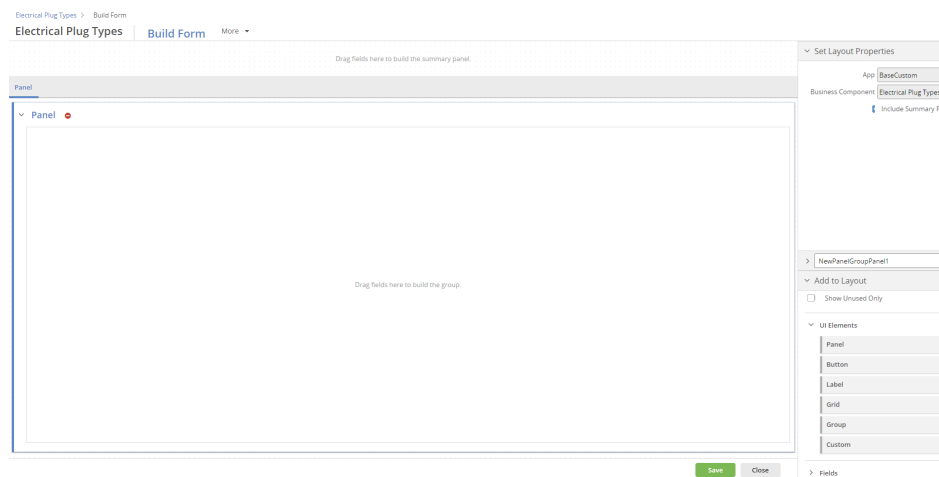 Electrical Plug Types > Build Form
Electrical Plug Types Build Form More
Drag fields here to build the summary panel.
Panel
Panel
Drag fields here to build the group.
Save Close
Set Layout Properties
App BaseCustom
Business Component Electrical Plug Types
Include Summary P
NewPanelGroupPanel1
Add to Layout
Show Unused Only
UI Elements
Panel
Button
Label
Grid
Group
Custom
Fields